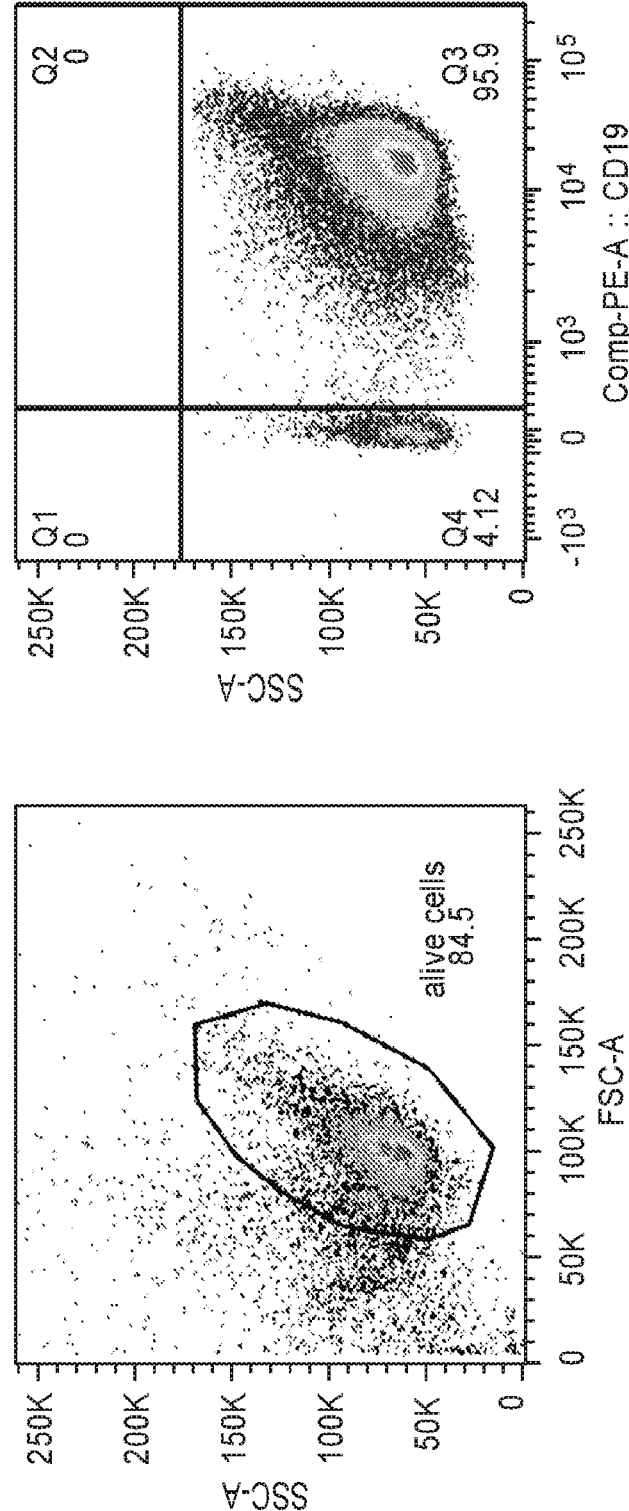 250K
200K
150K
100K
50K
0
SSC-A
alive cells
84.5
0
50K
100K
150K
200K
250K
FSC-A
250K
200K
150K
100K
50K
0
SSC-A
Q1
0
Q2
0
Q4
4.12
Q3
95.9
-10³
0
10³
10⁴
10⁵
Comp-PE-A :: CD19